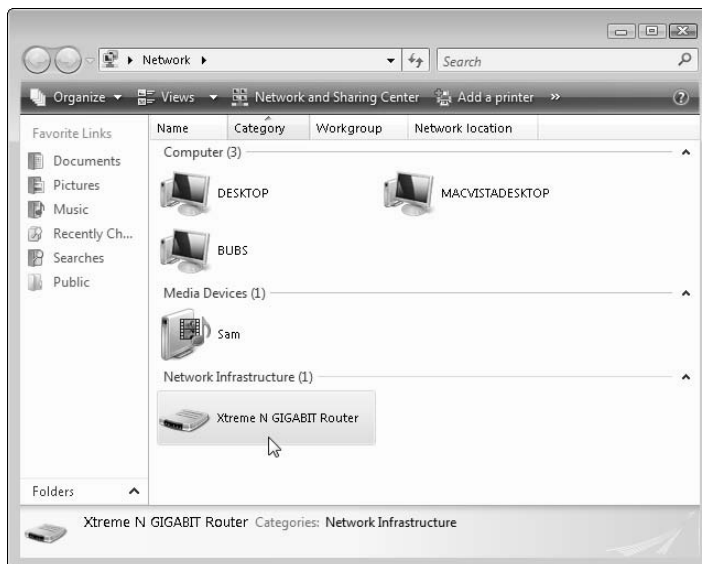 Network
Search
Organize Views Network and Sharing Center Add a printer »
Favorite Links
Documents
Pictures
Music
Recently Ch...
Searches
Public
Folders
Name Category Workgroup Network location
Computer (3)
DESKTOP MACVISTADESKTOP
BUBS
Media Devices (1)
Sam
Network Infrastructure (1)
Xtreme N GIGABIT Router
Xtreme N GIGABIT Router Categories: Network Infrastructure